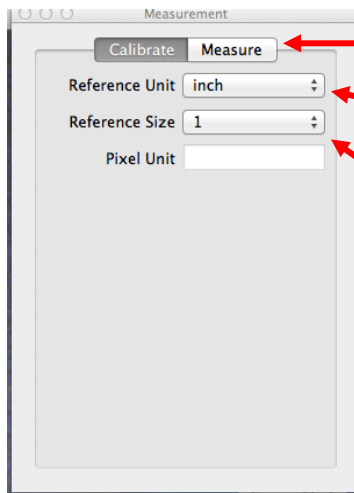 Measurement
Calibrate Measure
Reference Unit inch
Reference Size 1
Pixel Unit